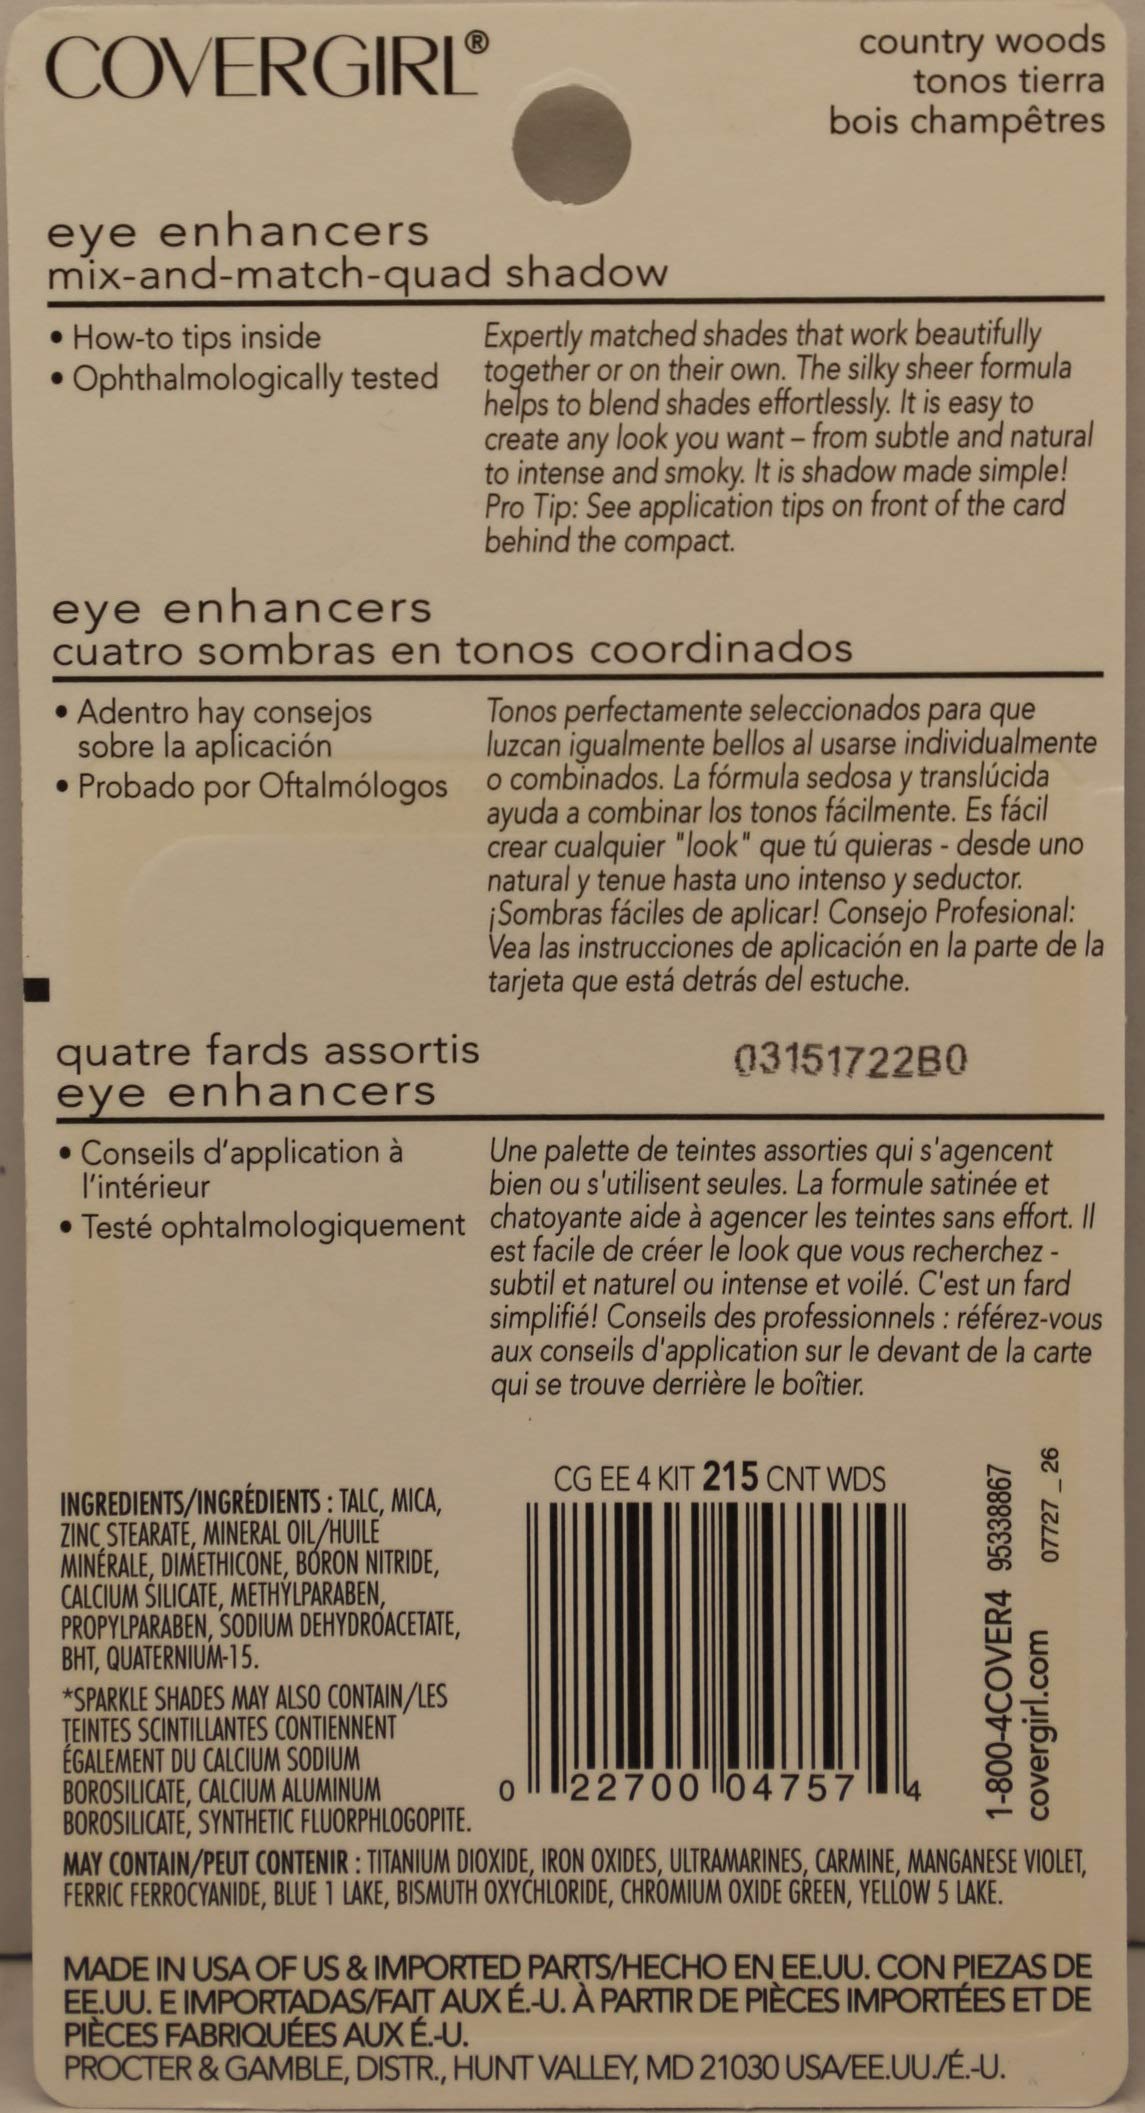 COVERGIRL®
country woods
tonos tierra
bois champêtres
eye enhancers
mix-and-match-quad shadow
• How-to tips inside
• Ophthalmologically tested
Expertly matched shades that work beautifully
together or on their own. The silky sheer formula
helps to blend shades effortlessly. It is easy to
create any look you want – from subtle and natural
to intense and smoky. It is shadow made simple!
Pro Tip: See application tips on front of the card
behind the compact.
eye enhancers
cuatro sombras en tonos coordinados
• Adentro hay consejos
sobre la aplicación
• Probado por Oftalmólogos
Tonos perfectamente seleccionados para que
luzcan igualmente bellos al usarse individualmente
o combinados. La fórmula sedosa y translúcida
ayuda a combinar los tonos fácilmente. Es fácil
crear cualquier "look" que tú quieras - desde uno
natural y tenue hasta uno intenso y seductor.
¡Sombras fáciles de aplicar! Consejo Profesional:
Vea las instrucciones de aplicación en la parte de la
tarjeta que está detrás del estuche.
quatre fards assortis
eye enhancers
03151722B0
• Conseils d'application à
l'intérieur
• Testé ophtalmologiquement
Une palette de teintes assorties qui s'agencent
bien ou s'utilisent seules. La formule satinée et
chatoyante aide à agencer les teintes sans effort. Il
est facile de créer le look que vous recherchez -
subtil et naturel ou intense et voilé. C'est un fard
simplifié! Conseils des professionnels : référez-vous
aux conseils d'application sur le devant de la carte
qui se trouve derrière le boîtier.
INGREDIENTS/INGRÉDIENTS : TALC, MICA,
ZINC STEARATE, MINERAL OIL/HUILE
MINÉRALE, DIMETHICONE, BORON NITRIDE,
CALCIUM SILICATE, METHYLPARABEN,
PROPYLPARABEN, SODIUM DEHYDROACETATE,
BHT, QUATERNIUM-15.
*SPARKLE SHADES MAY ALSO CONTAIN/LES
TEINTES SCINTILLANTES CONTIENNENT
ÉGALEMENT DU CALCIUM SODIUM
BOROSILICATE, CALCIUM ALUMINUM
BOROSILICATE, SYNTHETIC FLUORPHLOGOPITE.
CG EE 4 KIT 215 CNT WDS
0 22700 04757 4
1-800-4COVER4 95338867
covergirl.com 07727_26
MAY CONTAIN/PEUT CONTENIR : TITANIUM DIOXIDE, IRON OXIDES, ULTRAMARINES, CARMINE, MANGANESE VIOLET,
FERRIC FERROCYANIDE, BLUE 1 LAKE, BISMUTH OXYCHLORIDE, CHROMIUM OXIDE GREEN, YELLOW 5 LAKE.
MADE IN USA OF US & IMPORTED PARTS/HECHO EN EE.UU. CON PIEZAS DE
EE.UU. E IMPORTADAS/FAIT AUX É.-U. À PARTIR DE PIÈCES IMPORTÉES ET DE
PIÈCES FABRIQUÉES AUX É.-U.
PROCTER & GAMBLE, DISTR., HUNT VALLEY, MD 21030 USA/EE.UU./É.-U.